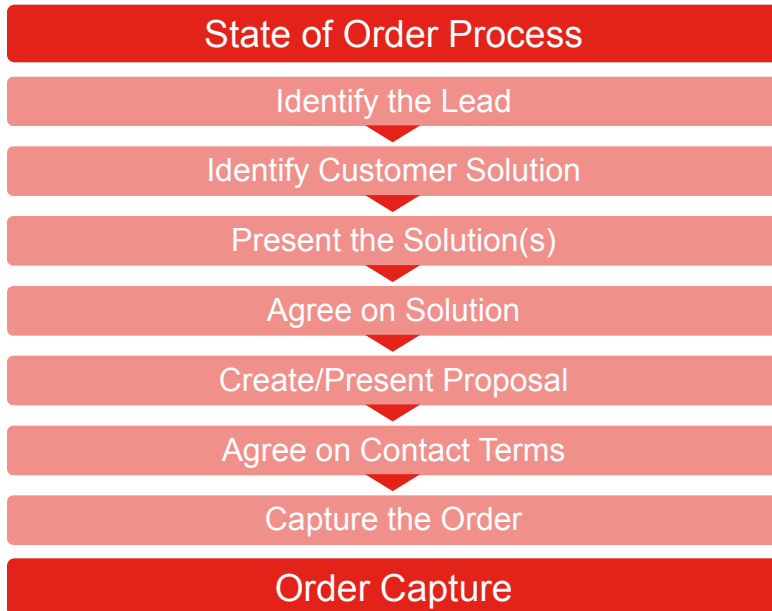 State of Order Process
Identify the Lead
Identify Customer Solution
Present the Solution(s)
Agree on Solution
Create/Present Proposal
Agree on Contact Terms
Capture the Order
Order Capture